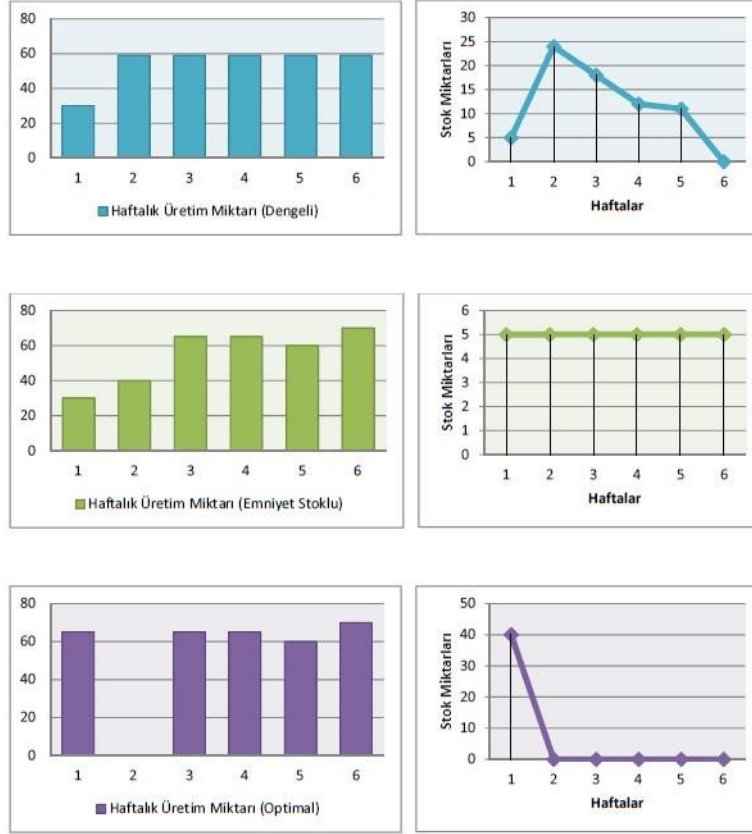 80
60
40
20
0
1 2 3 4 5 6
Haftalık Üretim Miktarı (Dengeli)
Stok Miktarları
30
25
20
15
10
5
0
1 2 3 4 5 6
Haftalar
80
60
40
20
0
1 2 3 4 5 6
Haftalık Üretim Miktarı (Emniyet Stoklu)
Stok Miktarları
6
5
4
3
2
1
0
1 2 3 4 5 6
Haftalar
80
60
40
20
0
1 2 3 4 5 6
Haftalık Üretim Miktarı (Optimal)
Stok Miktarları
50
40
30
20
10
0
1 2 3 4 5 6
Haftalar